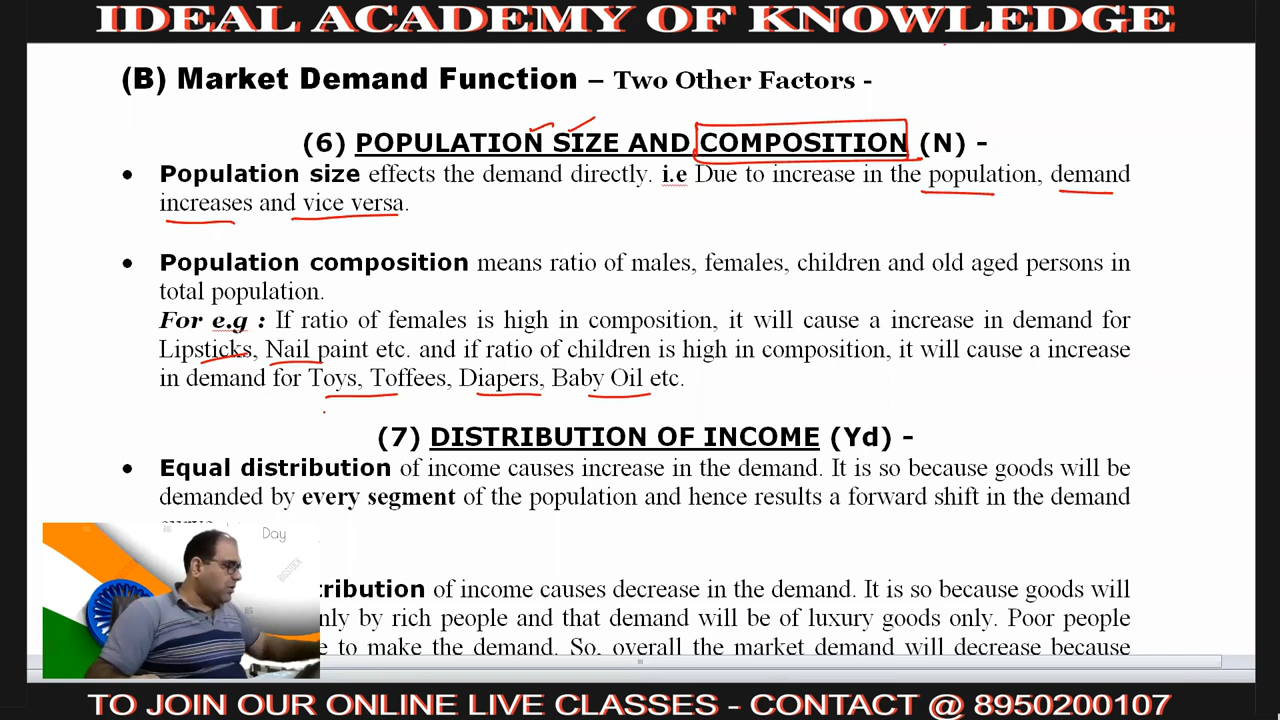 IDEAL ACADEMY OF KNOWLEDGE
(B) Market Demand Function – Two Other Factors -
(6) POPULATION SIZE AND COMPOSITION (N) -
• Population size effects the demand directly. i.e Due to increase in the population, demand
increases and vice versa.
• Population composition means ratio of males, females, children and old aged persons in
total population.
For e.g : If ratio of females is high in composition, it will cause a increase in demand for
Lipsticks, Nail paint etc. and if ratio of children is high in composition, it will cause a increase
in demand for Toys, Toffees, Diapers, Baby Oil etc.
(7) DISTRIBUTION OF INCOME (Yd) -
• Equal distribution of income causes increase in the demand. It is so because goods will be
demanded by every segment of the population and hence results a forward shift in the demand
Day
tribution of income causes decrease in the demand. It is so because goods will
nly by rich people and that demand will be of luxury goods only. Poor people
e to make the demand. So, overall the market demand will decrease because
TO JOIN OUR ONLINE LIVE CLASSES - CONTACT @ 8950200107